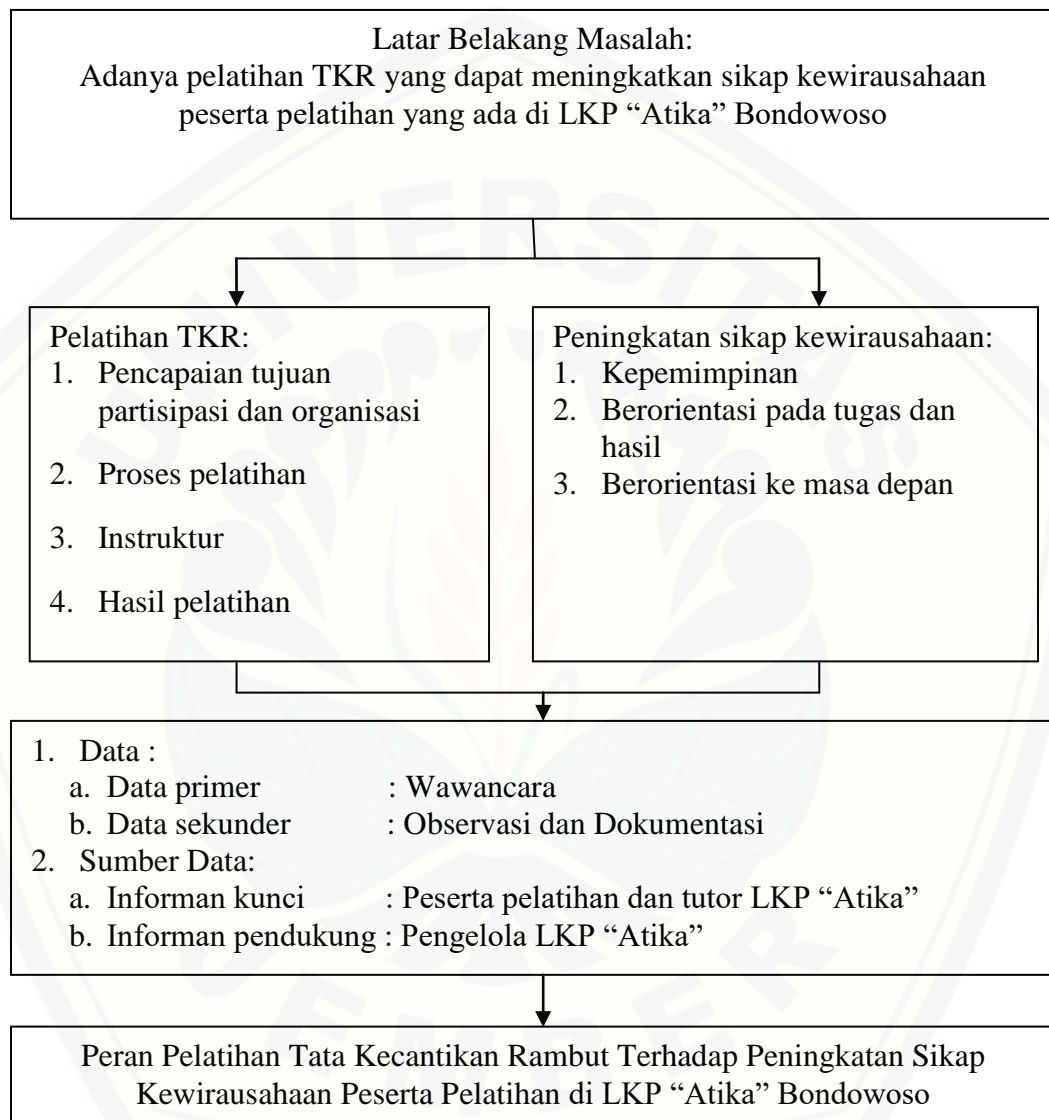 Latar Belakang Masalah:
Adanya pelatihan TKR yang dapat meningkatkan sikap kewirausahaan
peserta pelatihan yang ada di LKP “Atika” Bondowoso
Pelatihan TKR:
1. Pencapaian tujuan
partisipasi dan organisasi
2. Proses pelatihan
3. Instruktur
4. Hasil pelatihan
Peningkatan sikap kewirausahaan:
1. Kepemimpinan
2. Berorientasi pada tugas dan
hasil
3. Berorientasi ke masa depan
1. Data :
a. Data primer : Wawancara
b. Data sekunder : Observasi dan Dokumentasi
2. Sumber Data:
a. Informan kunci : Peserta pelatihan dan tutor LKP “Atika”
b. Informan pendukung : Pengelola LKP “Atika”
Peran Pelatihan Tata Kecantikan Rambut Terhadap Peningkatan Sikap
Kewirausahaan Peserta Pelatihan di LKP “Atika” Bondowoso
UNIVERSITAS
JEMBER